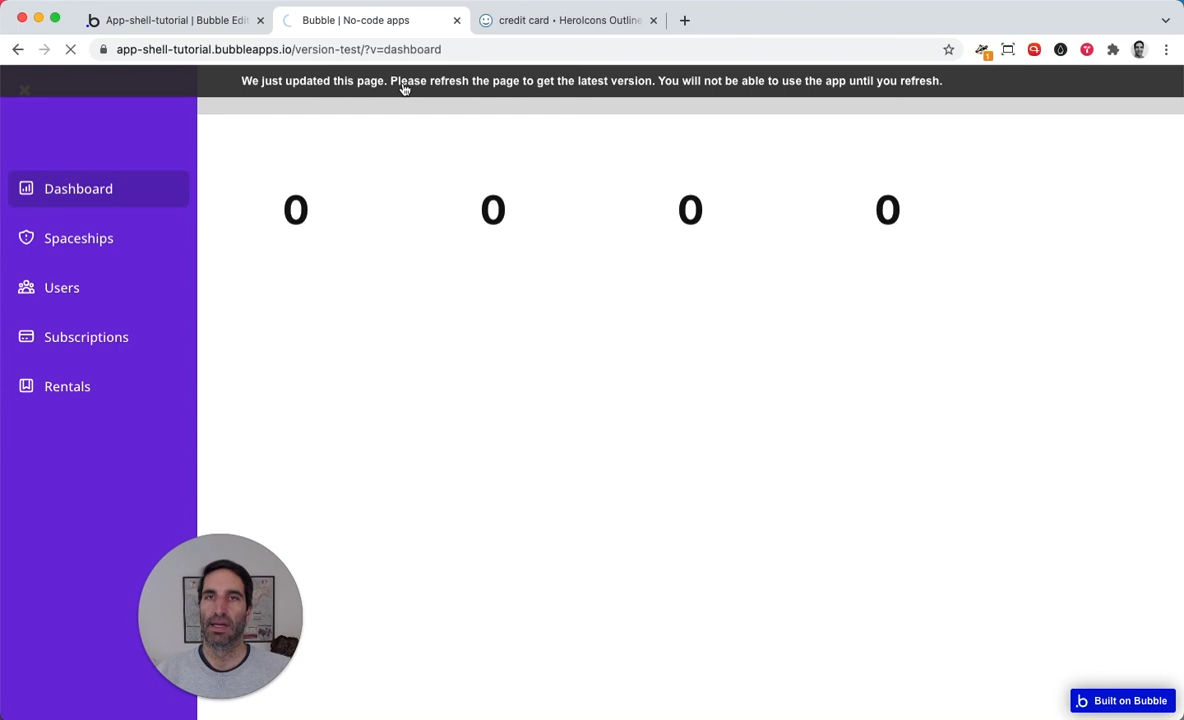 App-shell-tutorial | Bubble Edit
Bubble | No-code apps
credit card • HeroIcons Outline
app-shell-tutorial.bubbleapps.io/version-test/?v=dashboard
1
We just updated this page. Please refresh the page to get the latest version. You will not be able to use the app until you refresh.
Dashboard
Spaceships
Users
Subscriptions
Rentals
0 0 0 0
Built on Bubble